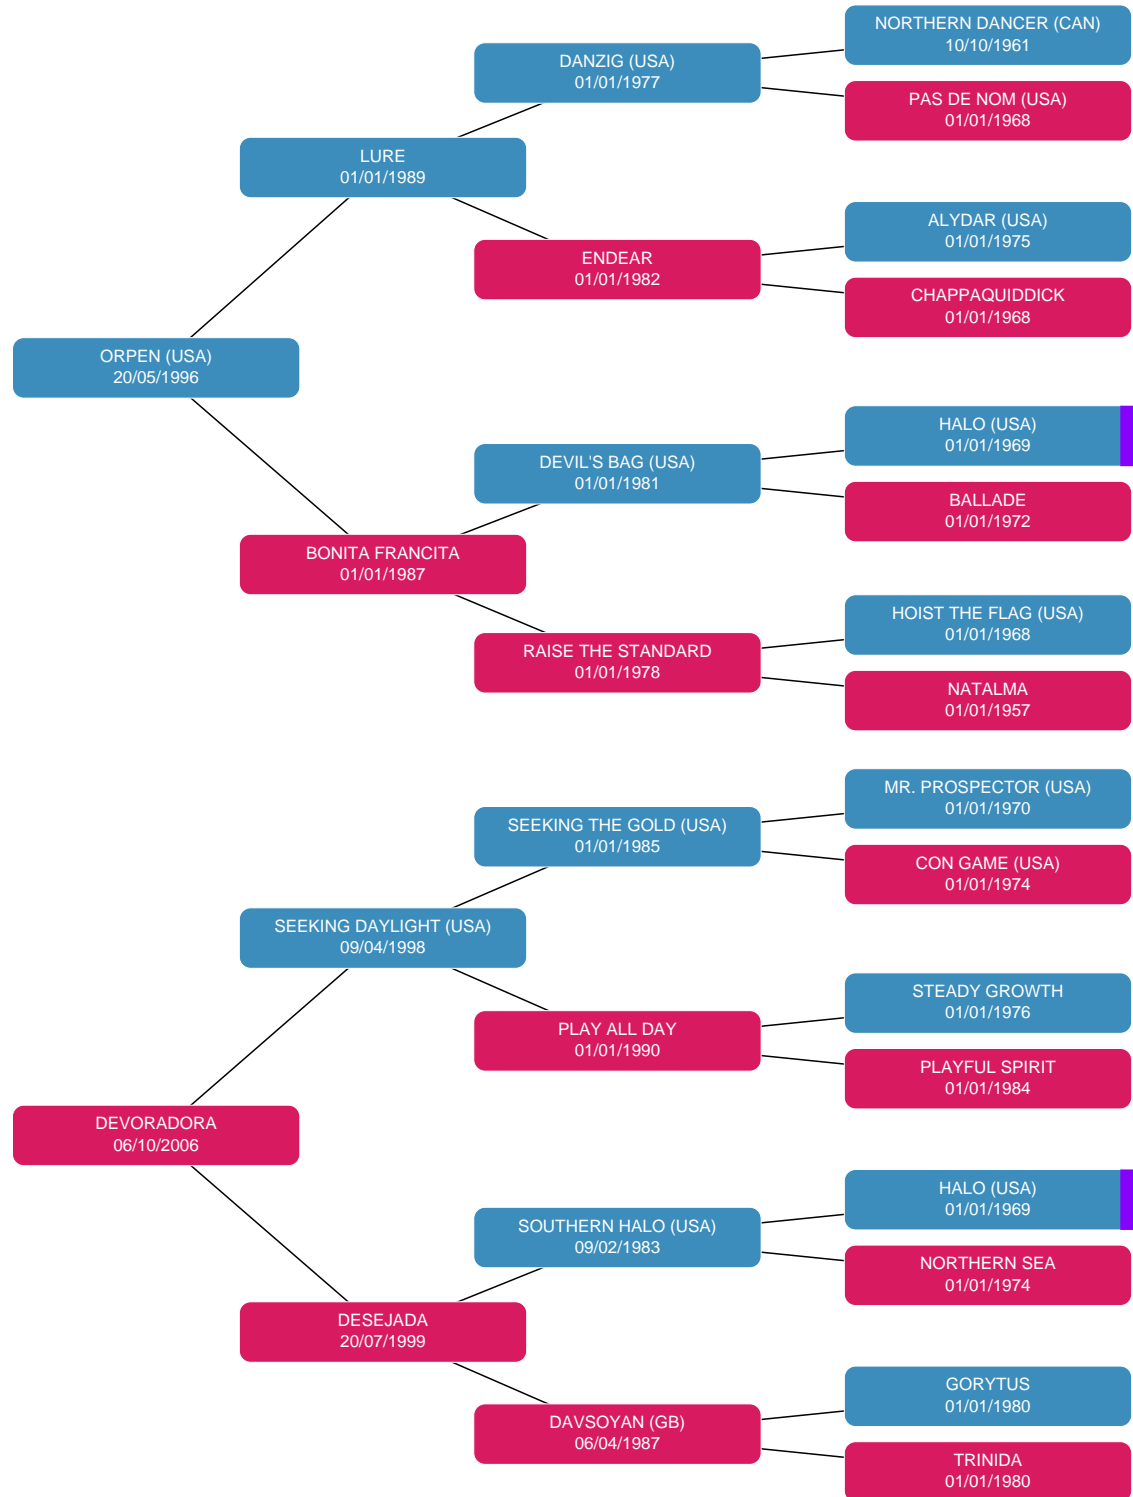 NORTHERN DANCER (CAN)
10/10/1961
DANZIG (USA)
01/01/1977
PAS DE NOM (USA)
01/01/1968
LURE
01/01/1989
ALYDAR (USA)
01/01/1975
ENDEAR
01/01/1982
CHAPPAQUIDDICK
01/01/1968
ORPEN (USA)
20/05/1996
HALO (USA)
01/01/1969
DEVIL'S BAG (USA)
01/01/1981
BALLADE
01/01/1972
BONITA FRANCITA
01/01/1987
HOIST THE FLAG (USA)
01/01/1968
RAISE THE STANDARD
01/01/1978
NATALMA
01/01/1957
MR. PROSPECTOR (USA)
01/01/1970
SEEKING THE GOLD (USA)
01/01/1985
CON GAME (USA)
01/01/1974
SEEKING DAYLIGHT (USA)
09/04/1998
STEADY GROWTH
01/01/1976
PLAY ALL DAY
01/01/1990
PLAYFUL SPIRIT
01/01/1984
DEVORADORA
06/10/2006
HALO (USA)
01/01/1969
SOUTHERN HALO (USA)
09/02/1983
NORTHERN SEA
01/01/1974
DESEJADA
20/07/1999
GORYTUS
01/01/1980
DAVSOYAN (GB)
06/04/1987
TRINIDA
01/01/1980